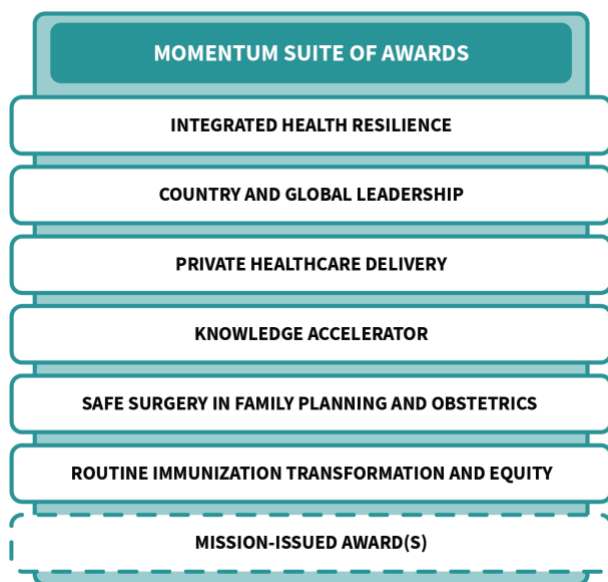 MOMENTUM SUITE OF AWARDS
INTEGRATED HEALTH RESILIENCE
COUNTRY AND GLOBAL LEADERSHIP
PRIVATE HEALTHCARE DELIVERY
KNOWLEDGE ACCELERATOR
SAFE SURGERY IN FAMILY PLANNING AND OBSTETRICS
ROUTINE IMMUNIZATION TRANSFORMATION AND EQUITY
MISSION-ISSUED AWARD(S)